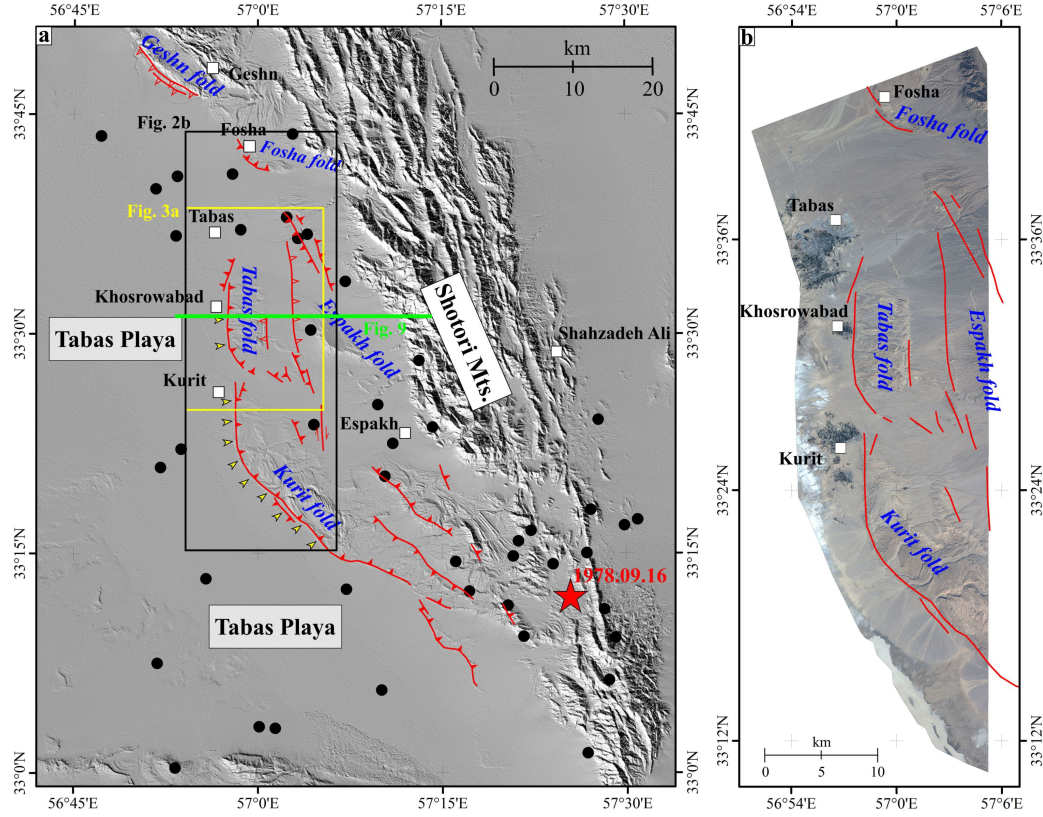 a
56°45'E
57°0'E
57°15'E
57°30'E
km
0
10
20
Geshn fold
Geshn
33°45'N
33°45'N
Fig. 2b
Fosha
Fosha fold
Fig. 3a
Tabas
Khosrowabad
Tabas fold
Espakh fold
Fig. 9
Shotori Mts.
Shahzadeh Ali
33°30'N
33°30'N
Tabas Playa
Kurit
Espakh
Kurit fold
33°15'N
33°15'N
1978.09.16
Tabas Playa
33°0'N
33°0'N
56°45'E
57°0'E
57°15'E
57°30'E
b
56°54'E
57°0'E
57°6'E
Fosha
Fosha fold
Tabas
33°36'N
33°36'N
Khosrowabad
Tabas fold
Espakh fold
Kurit
33°24'N
33°24'N
Kurit fold
33°12'N
33°12'N
km
0
5
10
56°54'E
57°0'E
57°6'E